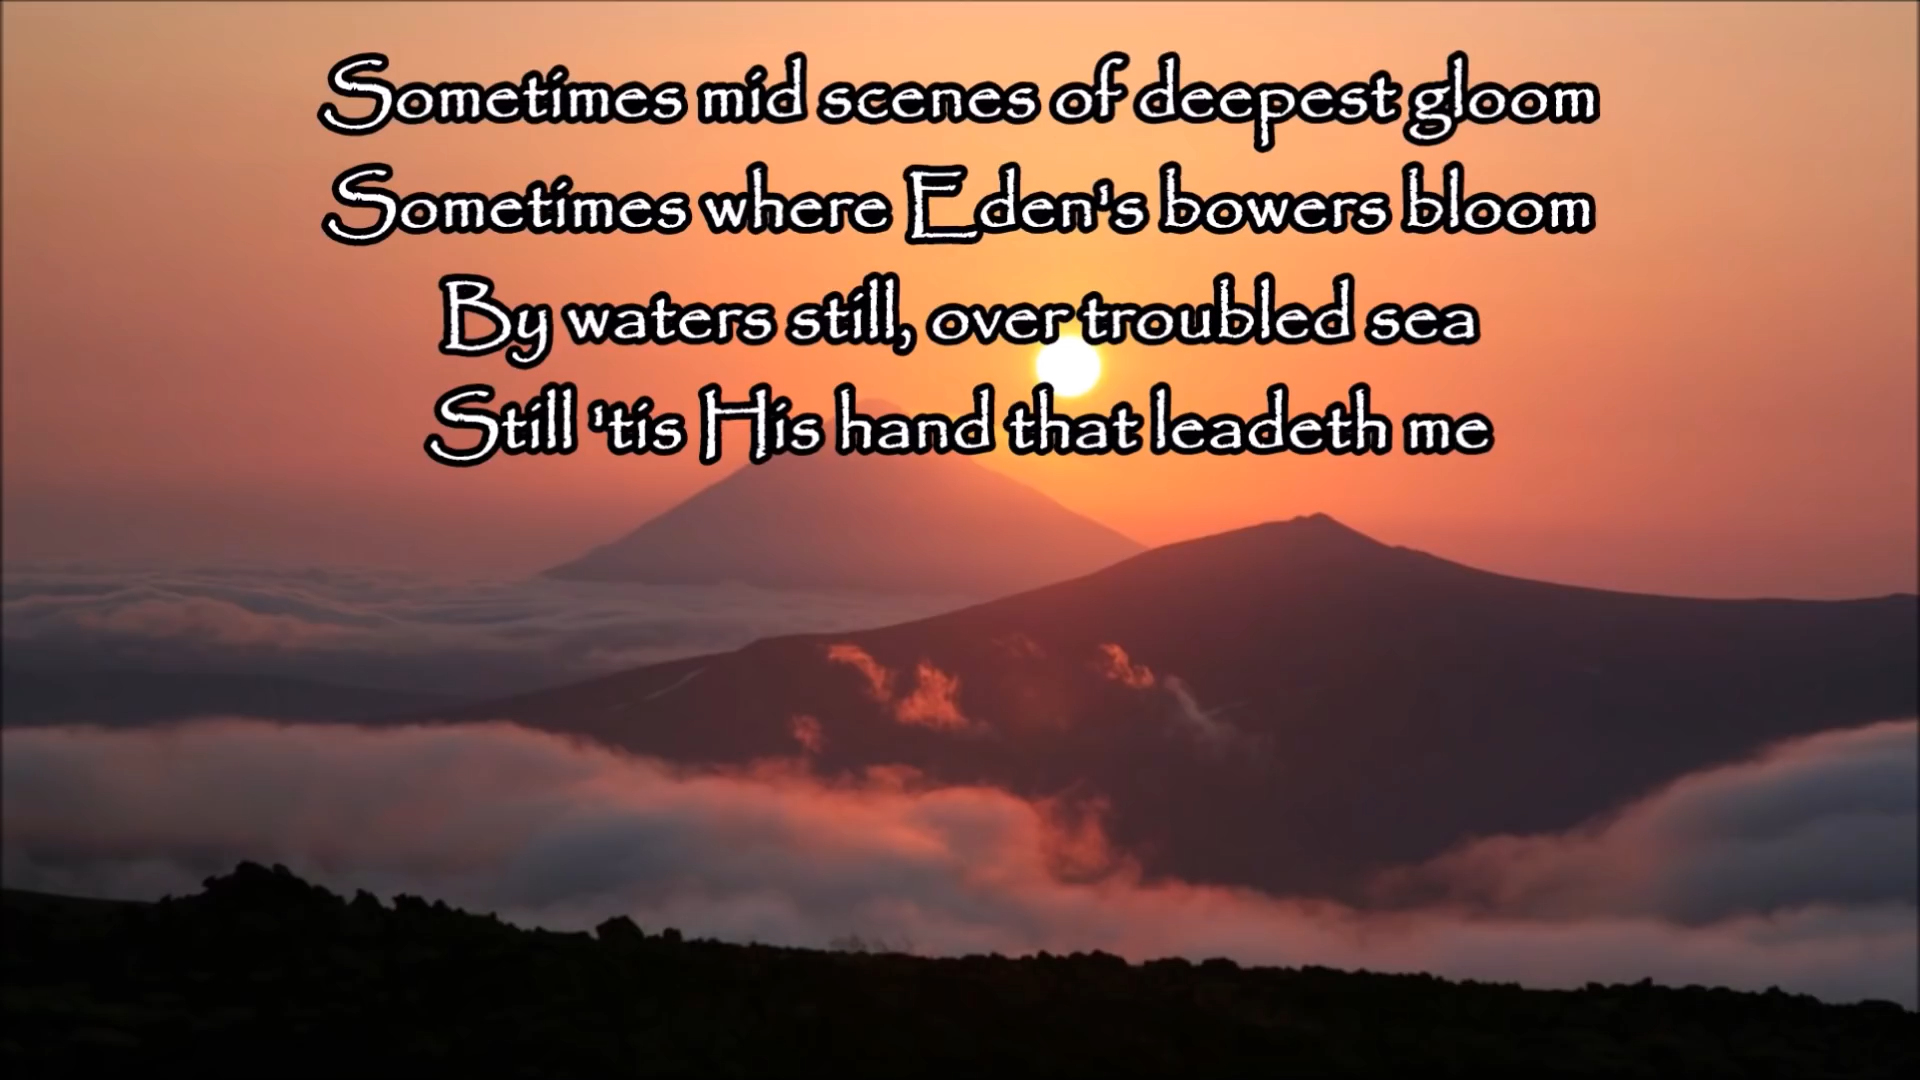 Sometimes mid scenes of deepest gloom
Sometimes where Eden's bowers bloom
By waters still, over troubled sea
Still 'tis His hand that leadeth me